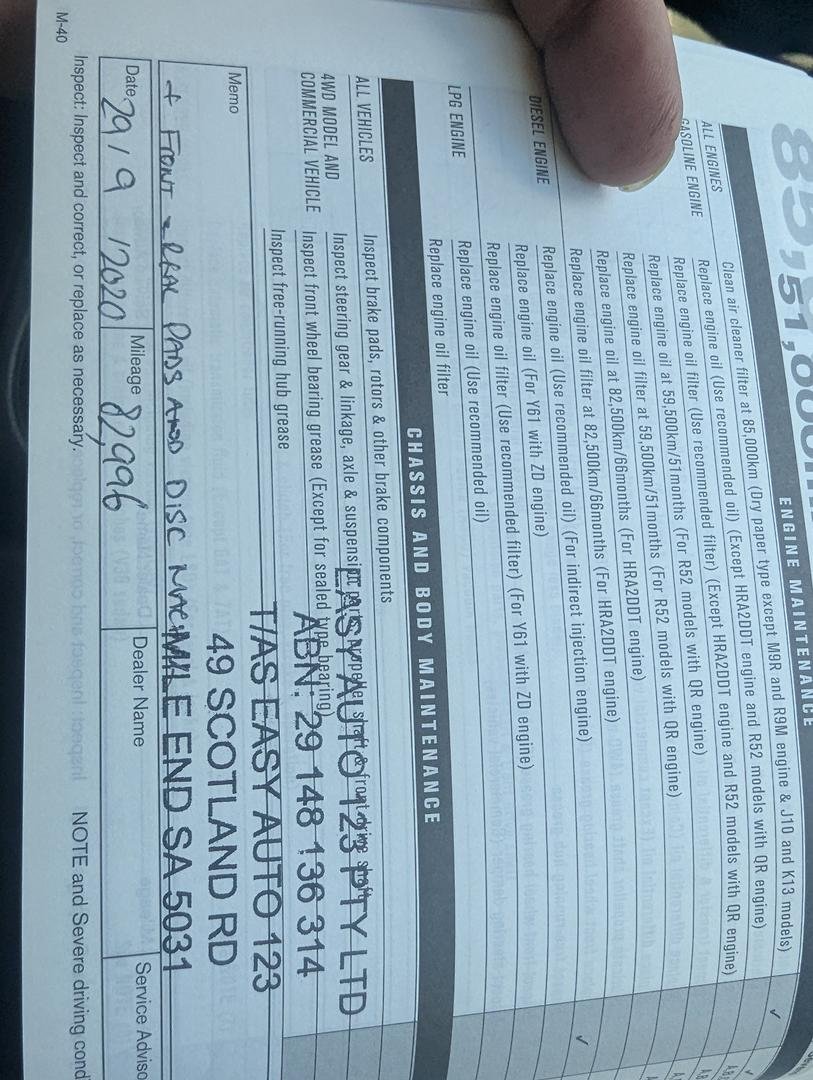 ENGINE MAINTENANCE
ALL ENGINES Clean air cleaner filter at 85,000km (Dry paper type except M9R and R9M engine & J10 and K13 models)
GASOLINE ENGINE Replace engine oil (Use recommended oil) (Except HRA2DDT engine and R52 models with QR engine)
Replace engine oil filter (Use recommended filter) (Except HRA2DDT engine and R52 models with QR engine)
Replace engine oil at 59,500km/51months (For R52 models with QR engine)
Replace engine oil filter at 59,500km/51months (For R52 models with QR engine)
Replace engine oil at 82,500km/66months (For HRA2DDT engine)
Replace engine oil filter at 82,500km/66months (For HRA2DDT engine)
DIESEL ENGINE Replace engine oil (Use recommended oil) (For indirect injection engine)
Replace engine oil (For Y61 with ZD engine)
Replace engine oil filter (Use recommended filter) (For Y61 with ZD engine)
LPG ENGINE Replace engine oil (Use recommended oil)
Replace engine oil filter
CHASSIS AND BODY MAINTENANCE
ALL VEHICLES Inspect brake pads, rotors & other brake components
4WD MODEL AND COMMERCIAL VEHICLE Inspect steering gear & linkage, axle & suspension parts, propeller shaft & front drive shaft
Inspect front wheel bearing grease (Except for sealed type bearing)
Inspect free-running hub grease
EASY AUTO 123 PTY LTD
ABN: 29 148 136 314
T/AS EASY AUTO 123
49 SCOTLAND RD
MILE END SA 5031
Memo
+ FRONT & REAR PADS AND DISC
Date 29/9/2020 Mileage 82,996 Dealer Name Service Adviso
Inspect: Inspect and correct, or replace as necessary. NOTE and Severe driving cond
M-40